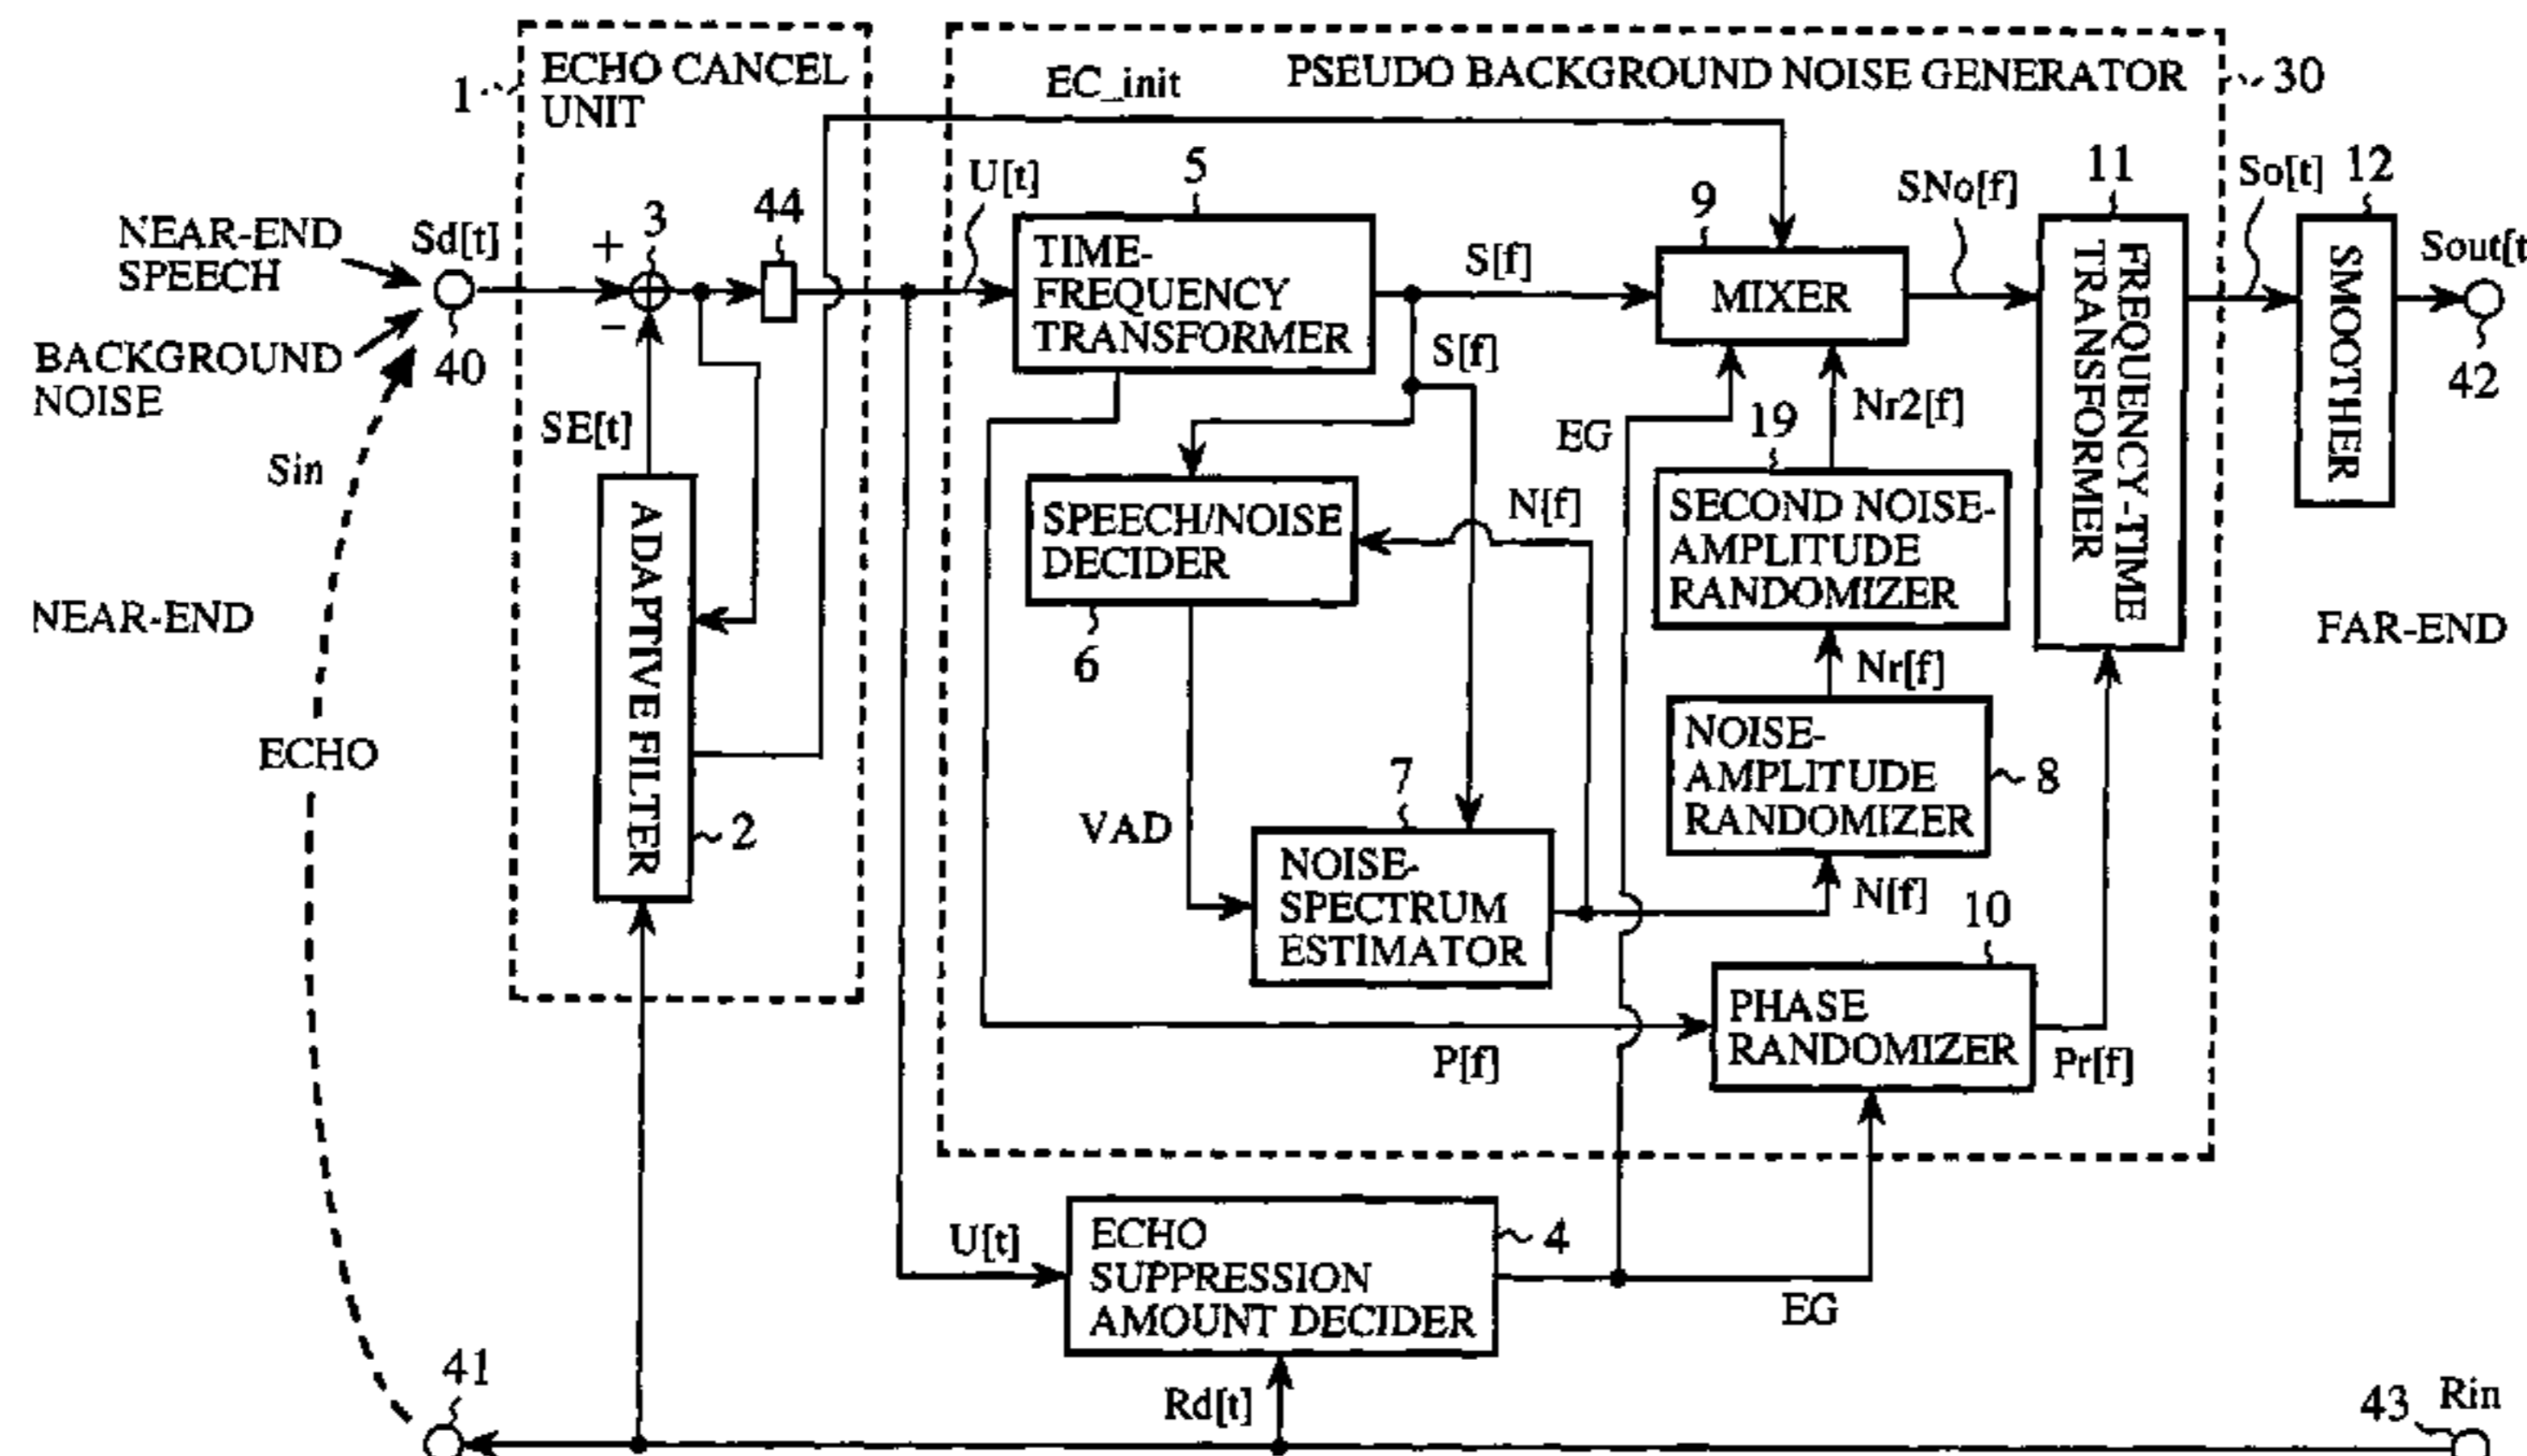 ECHO CANCEL
UNIT
1
EC_init
PSEUDO BACKGROUND NOISE GENERATOR
30
NEAR-END
SPEECH
Sd[t]
+
3
−
44
U[t]
5
TIME-
FREQUENCY
TRANSFORMER
S[f]
S[f]
9
MIXER
SNo[f]
11
FREQUENCY-TIME
TRANSFORMER
So[t]
12
SMOOTHER
Sout[t
42
BACKGROUND
NOISE
40
SE[t]
Sin
EG
Nr2[f]
19
SECOND NOISE-
AMPLITUDE
RANDOMIZER
SPEECH/NOISE
DECIDER
N[f]
6
NEAR-END
FAR-END
ADAPTIVE FILTER
2
ECHO
Nr[f]
NOISE-
AMPLITUDE
RANDOMIZER
8
VAD
7
NOISE-
SPECTRUM
ESTIMATOR
N[f]
10
PHASE
RANDOMIZER
P[f]
Pr[f]
U[t]
ECHO
SUPPRESSION
AMOUNT DECIDER
4
EG
41
Rd[t]
43
Rin